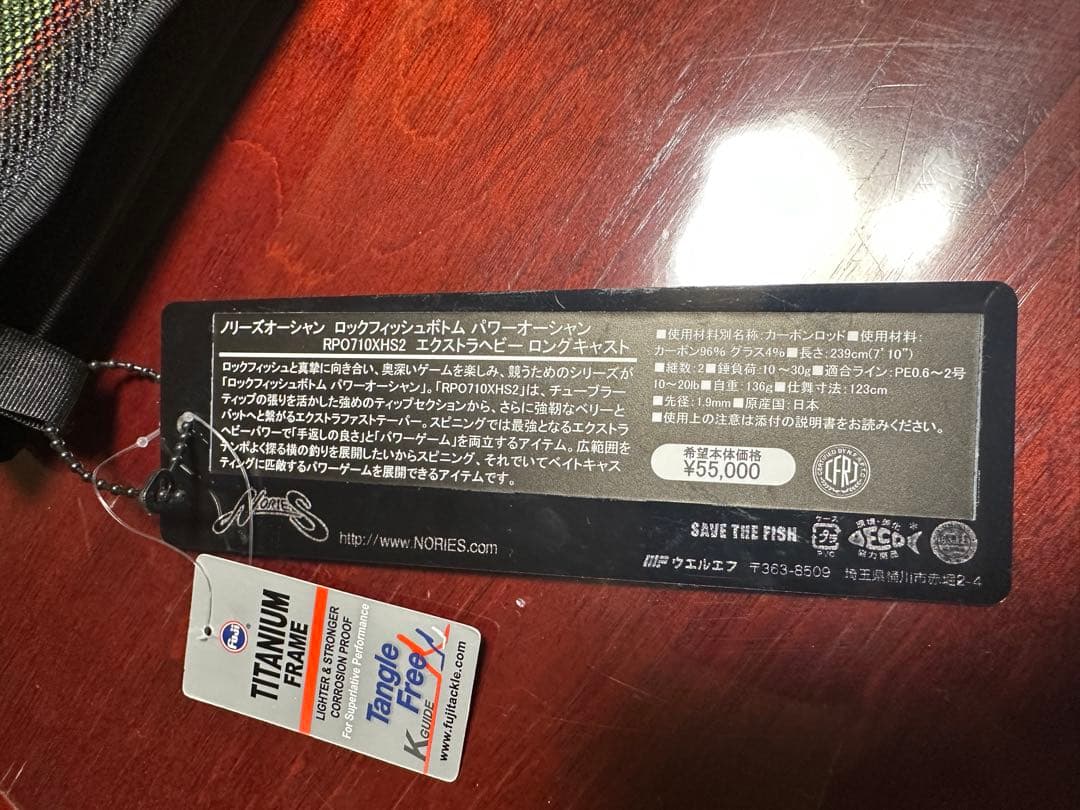 ノリーズオーシャン ロックフィッシュボトム パワーオーシャン
RPO710XHS2 エクストラヘビー ロングキャスト
ロックフィッシュと真摯に向き合い、奥深いゲームを楽しみ、競うためのシリーズが
「ロックフィッシュボトム パワーオーシャン」。「RPO710XHS2」は、チューブラー
ティップの張りを活かした強めのティップセクションから、さらに強靭なベリーと
バットへと繋がるエクストラファストテーパー。スピニングでは最強となるエクストラ
ヘビーパワーで「手返しの良さ」と「パワーゲーム」を両立するアイテム。広範囲を
テンポよく探る横の釣りを展開したいからスピニング、それでいてベイトキャス
ティングに匹敵するパワーゲームを展開できるアイテムです。
■使用材料別名称:カーボンロッド■使用材料:
カーボン96% グラス4%■長さ:239cm(7'10")
■継数:2■錘負荷:10〜30g■適合ライン:PE0.6〜2号
10〜20lb■自重:136g■仕舞寸法:123cm
■先径:1.9mm■原産国:日本
■使用上の注意は添付の説明書をお読みください。
希望本体価格
¥55,000
CFRJ
NORIES
http://www.NORIES.com
SAVE THE FISH
ケース
プラ
PVC
環境・美化
ECO
協力商品
ウエルエフ 〒363-8509 埼玉県桶川市赤堀2-4
Fuji
TITANIUM
FRAME
LIGHTER & STRONGER
CORROSION PROOF
For Superlative Performance
Tangle
Free
K GUIDE
www.fujitackle.com